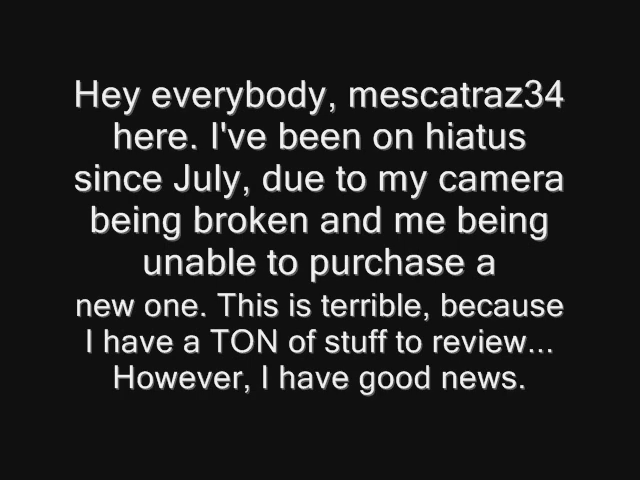 Hey everybody, mescatraz34
here. I've been on hiatus
since July, due to my camera
being broken and me being
unable to purchase a
new one. This is terrible, because
I have a TON of stuff to review...
However, I have good news.